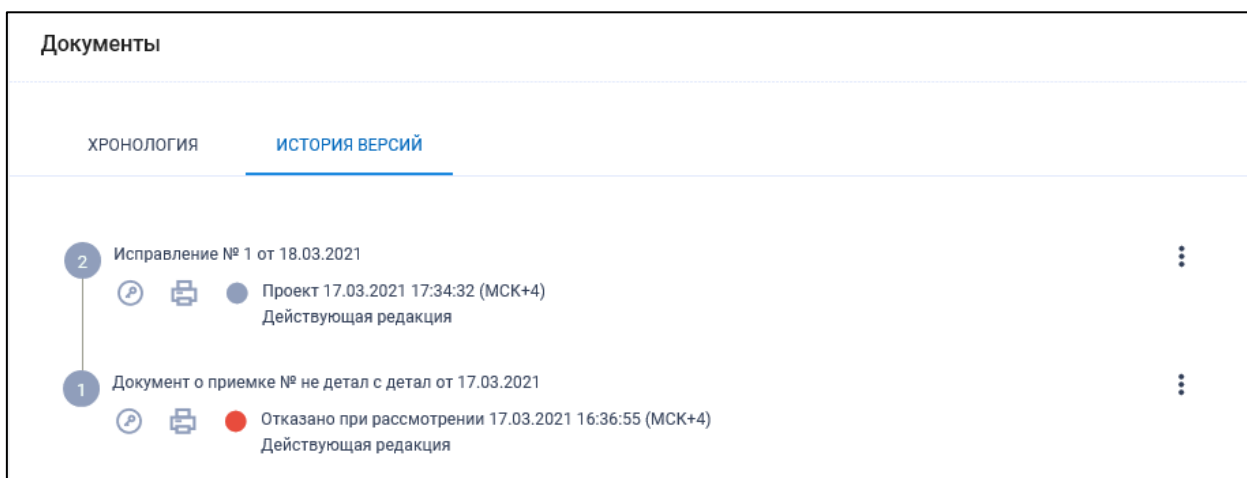 Документы
ХРОНОЛОГИЯ ИСТОРИЯ ВЕРСИЙ
2 Исправление № 1 от 18.03.2021
Проект 17.03.2021 17:34:32 (МСК+4)
Действующая редакция
1 Документ о приемке № не детал с детал от 17.03.2021
Отказано при рассмотрении 17.03.2021 16:36:55 (МСК+4)
Действующая редакция